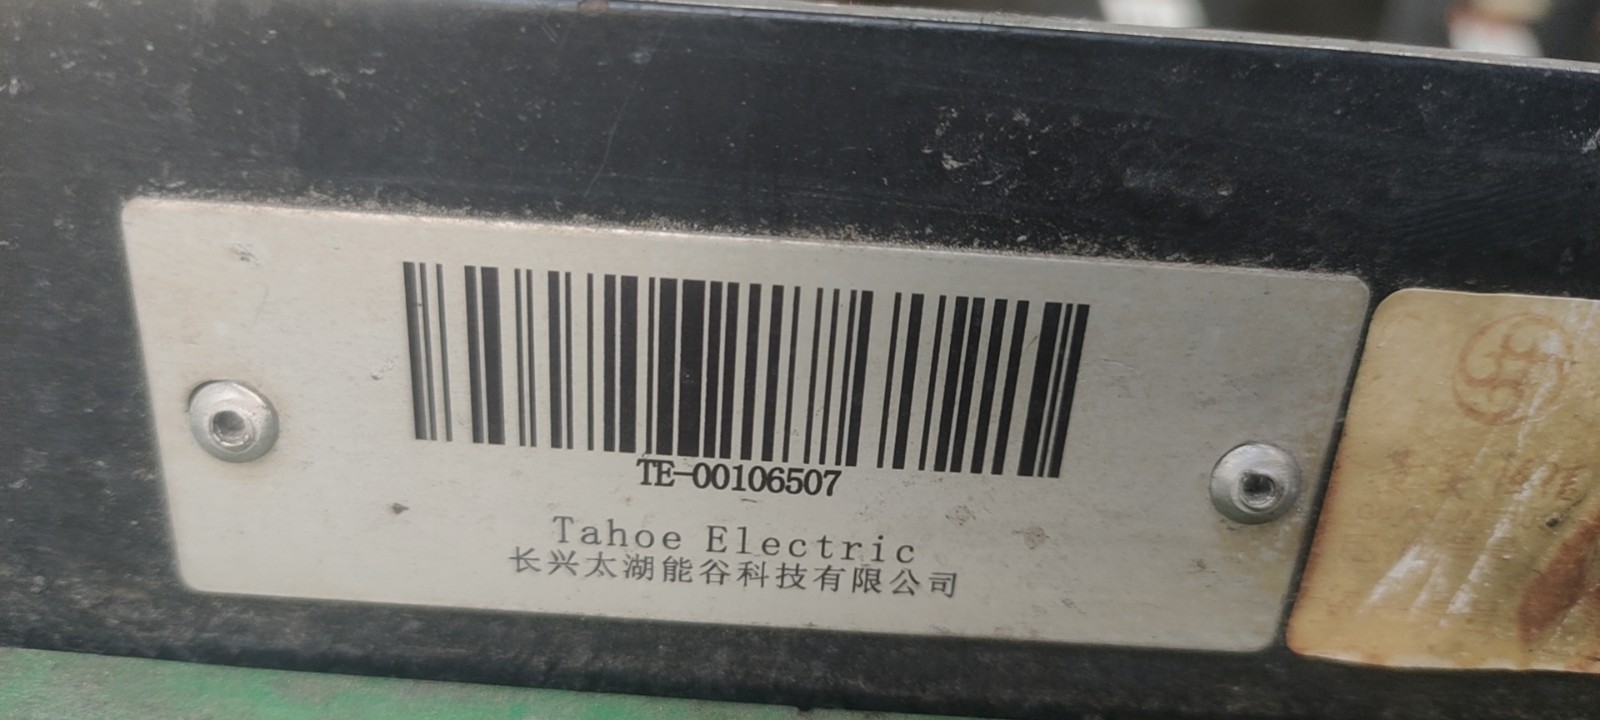 TE-00106507
Tahoe Electric
长兴太湖能谷科技有限公司